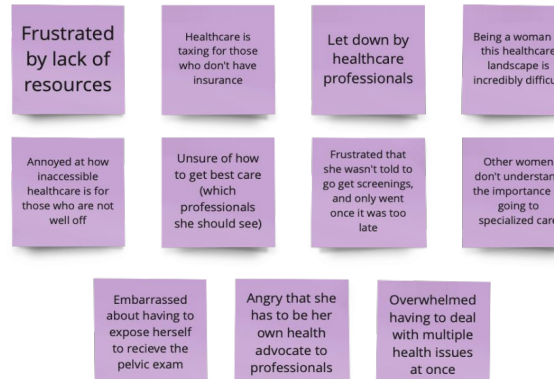 Frustrated
by lack of
resources
Healthcare is
taxing for those
who don't have
insurance
Let down by
healthcare
professionals
Being a woman
this healthcare
landscape is
incredibly
Annoyed at how
inaccessible
healthcare is for
those who are not
well off
Unsure of how
to get best care
(which
professionals
she should see)
Frustrated that
she wasn't told to
go get screenings,
and only went
once it was too
late
Other women
don't
the importance
going to
specialized
Embarrassed
about having to
expose herself
to recieve the
pelvic exam
Angry that she
has to be her
own health
advocate to
professionals
Overwhelmed
having to deal
with multiple
health issues
at once